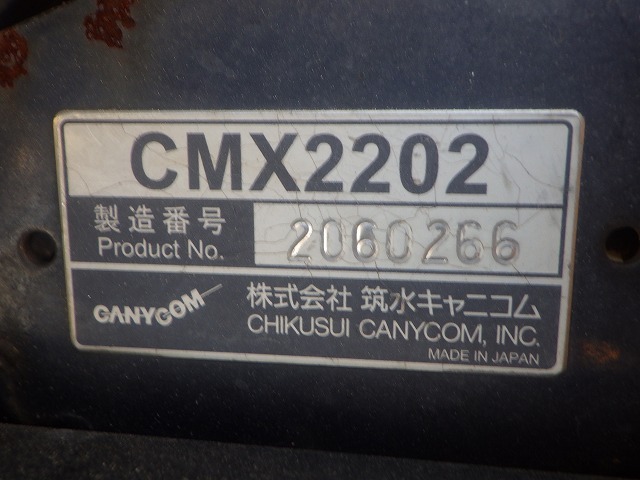 CMX2202
製造番号
Product No.
2060266
CANYCOM
株式会社 筑水キャニコム
CHIKUSUI CANYCOM, INC.
MADE IN JAPAN